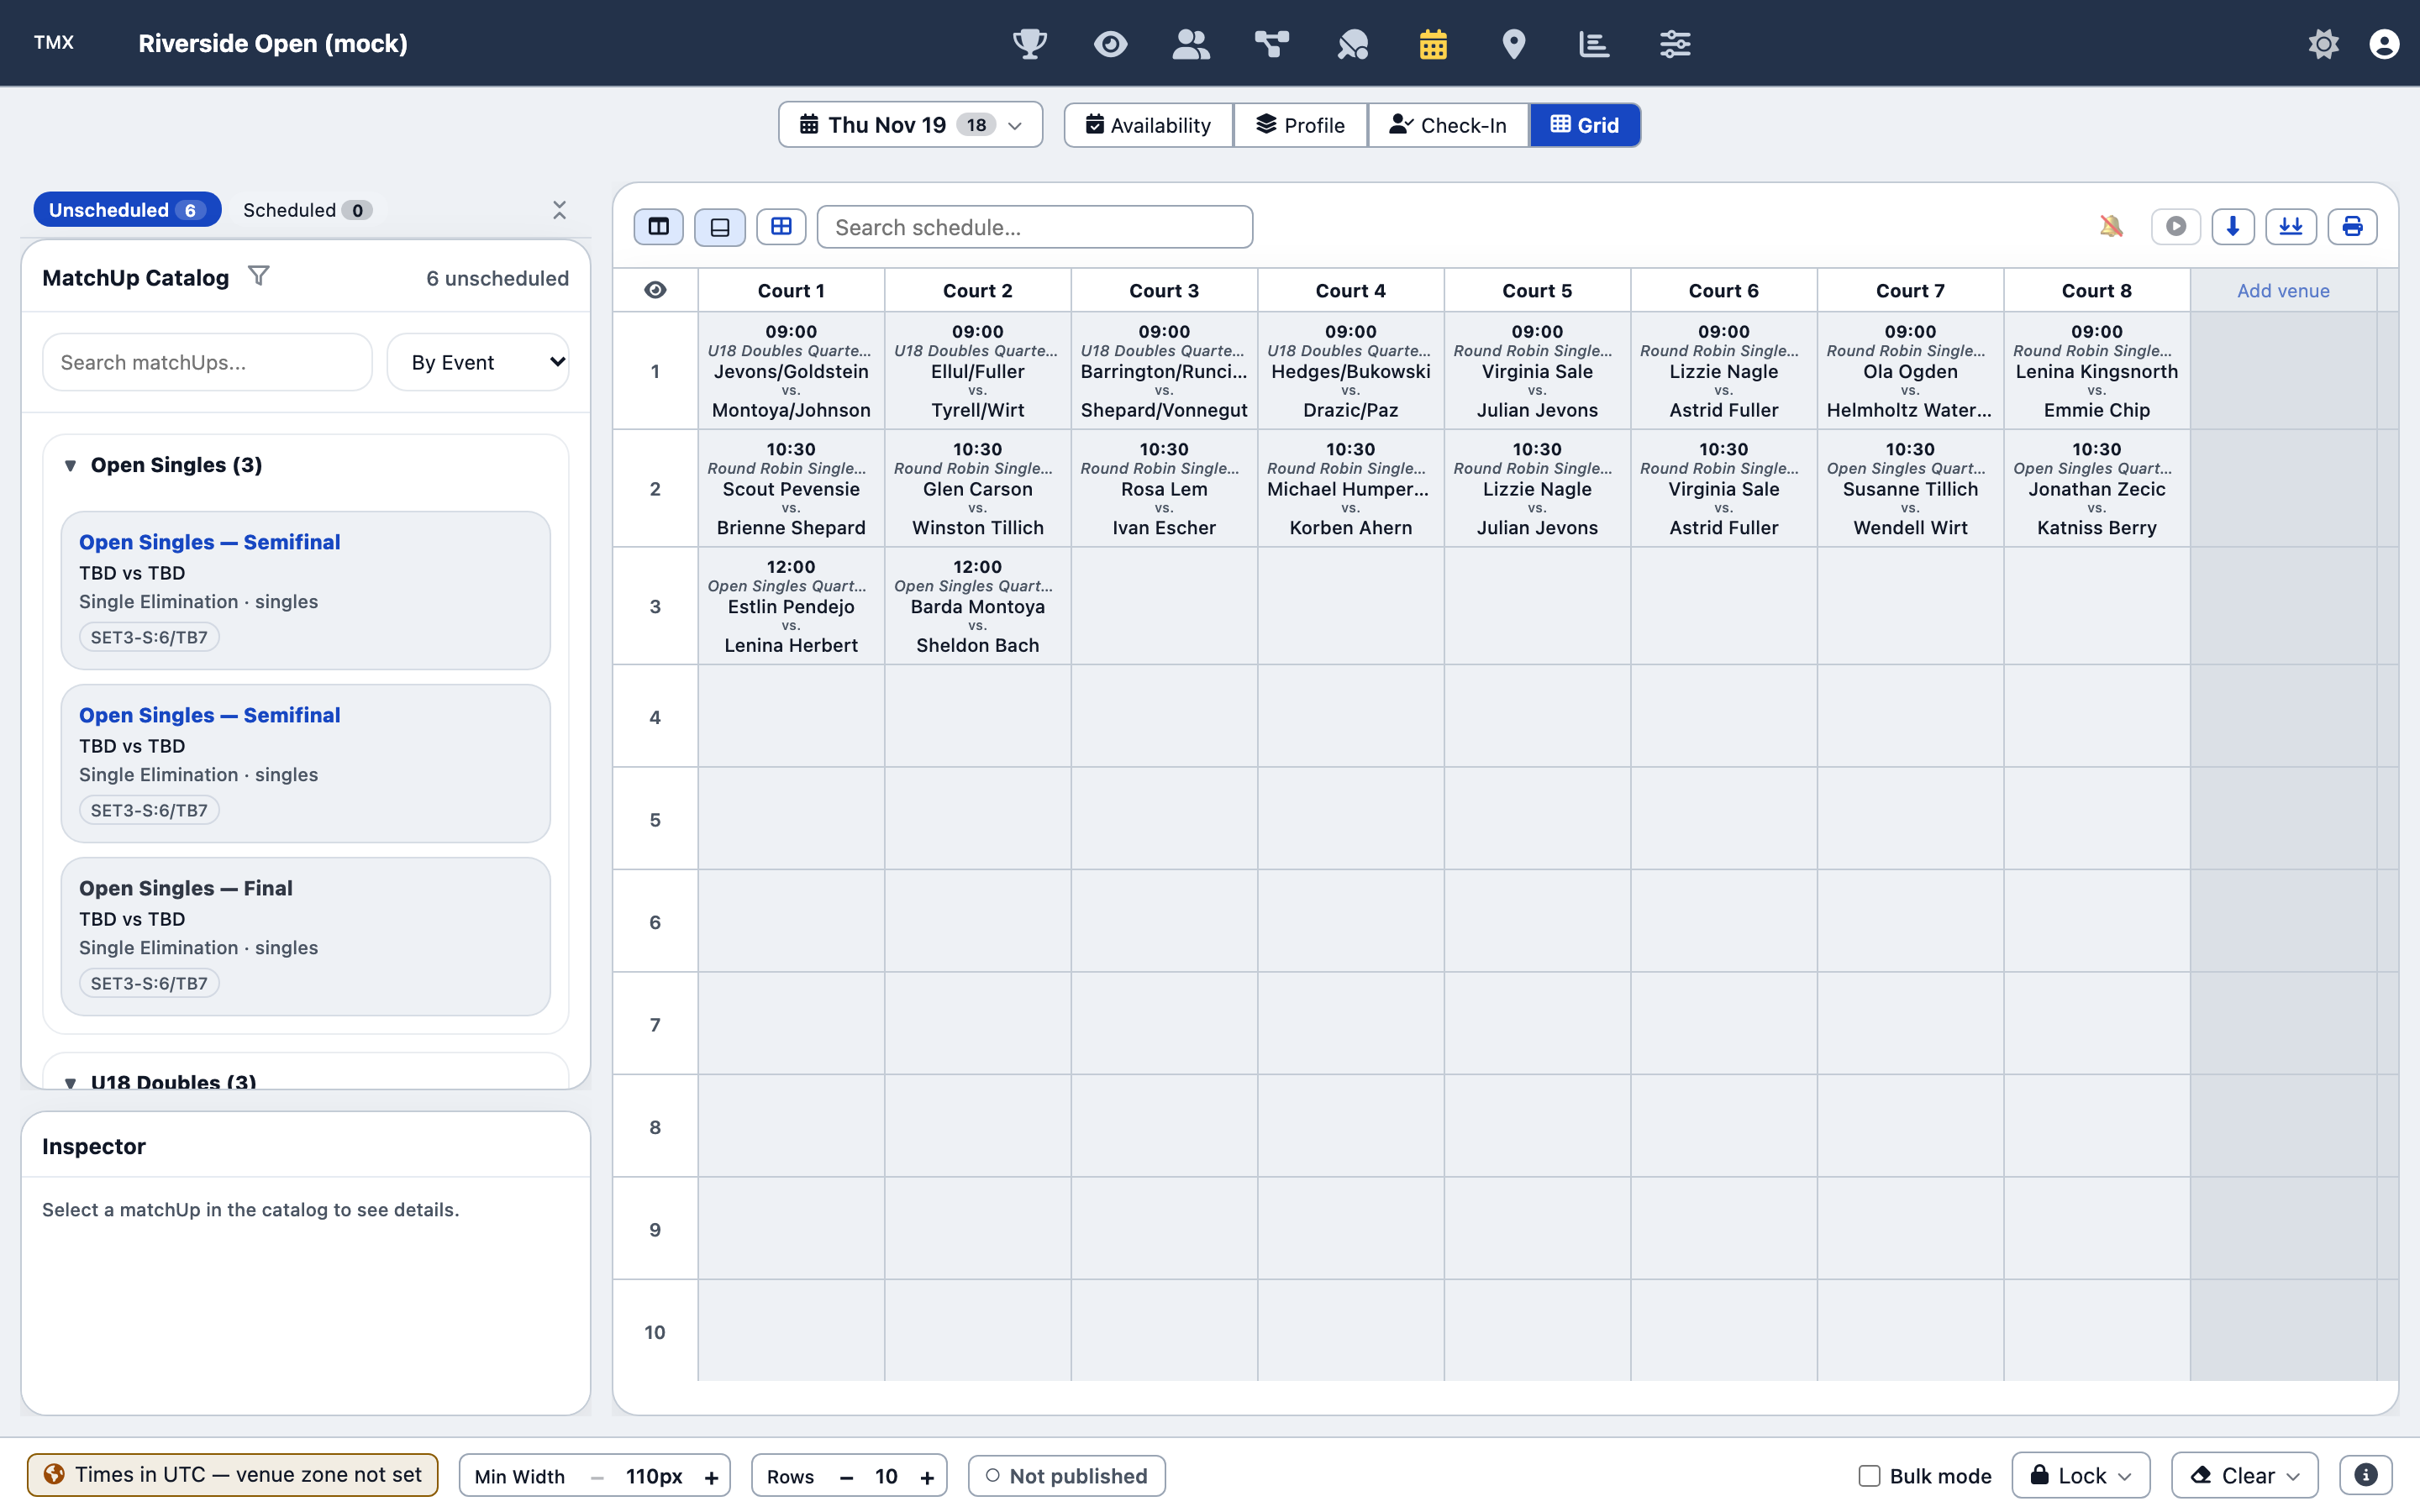 TMX
Riverside Open (mock)
Thu Nov 19 18
Availability
Profile
Check-In
Grid
Unscheduled 6
Scheduled 0
MatchUp Catalog
6 unscheduled
Search matchUps...
By Event
Open Singles (3)
Open Singles — Semifinal
TBD vs TBD
Single Elimination · singles
SET3-S:6/TB7
Open Singles — Semifinal
TBD vs TBD
Single Elimination · singles
SET3-S:6/TB7
Open Singles — Final
TBD vs TBD
Single Elimination · singles
SET3-S:6/TB7
U18 Doubles (3)
Inspector
Select a matchUp in the catalog to see details.
Search schedule...
Court 1 Court 2 Court 3 Court 4 Court 5 Court 6 Court 7 Court 8 Add venue
1
09:00
U18 Doubles Quarte...
Jevons/Goldstein
vs.
Montoya/Johnson
09:00
U18 Doubles Quarte...
Ellul/Fuller
vs.
Tyrell/Wirt
09:00
U18 Doubles Quarte...
Barrington/Runci...
vs.
Shepard/Vonnegut
09:00
U18 Doubles Quarte...
Hedges/Bukowski
vs.
Drazic/Paz
09:00
Round Robin Single...
Virginia Sale
vs.
Julian Jevons
09:00
Round Robin Single...
Lizzie Nagle
vs.
Astrid Fuller
09:00
Round Robin Single...
Ola Ogden
vs.
Helmholtz Water...
09:00
Round Robin Single...
Lenina Kingsnorth
vs.
Emmie Chip
2
10:30
Round Robin Single...
Scout Pevensie
vs.
Brienne Shepard
10:30
Round Robin Single...
Glen Carson
vs.
Winston Tillich
10:30
Round Robin Single...
Rosa Lem
vs.
Ivan Escher
10:30
Round Robin Single...
Michael Humper...
vs.
Korben Ahern
10:30
Round Robin Single...
Lizzie Nagle
vs.
Julian Jevons
10:30
Round Robin Single...
Virginia Sale
vs.
Astrid Fuller
10:30
Open Singles Quart...
Susanne Tillich
vs.
Wendell Wirt
10:30
Open Singles Quart...
Jonathan Zecic
vs.
Katniss Berry
3
12:00
Open Singles Quart...
Estlin Pendejo
vs.
Lenina Herbert
12:00
Open Singles Quart...
Barda Montoya
vs.
Sheldon Bach
4
5
6
7
8
9
10
Times in UTC — venue zone not set
Min Width – 110px +
Rows – 10 +
Not published
Bulk mode
Lock
Clear